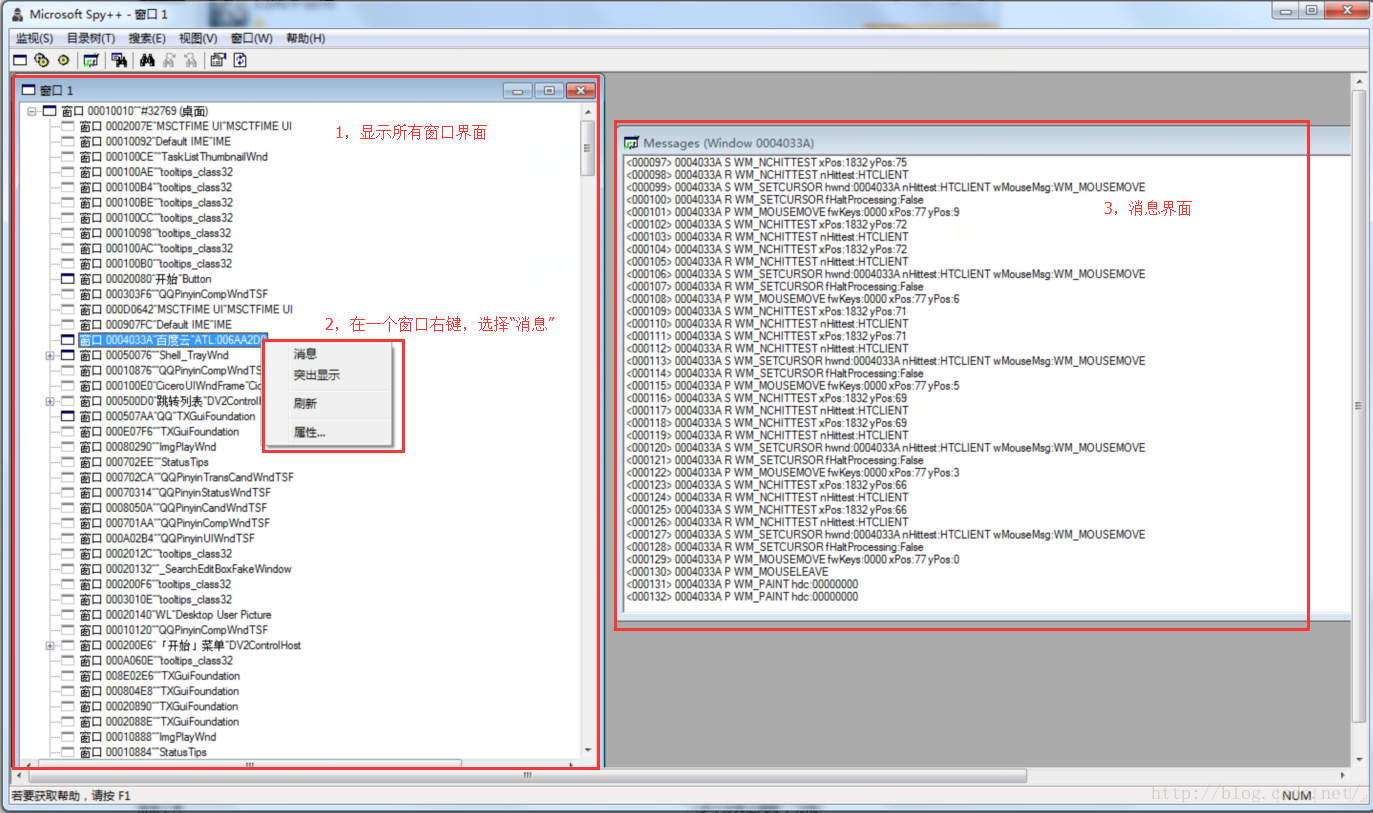 Microsoft Spy++ - 窗口 1
监视(S) 目录树(T) 搜索(E) 视图(V) 窗口(W) 帮助(H)
窗口 1
窗口 00010010""#32769 (桌面)
窗口 0002007E"MSCTFIME UI"MSCTFIME UI
窗口 00010092"Default IME"IME
窗口 000100CE""TaskListThumbnailWnd
窗口 000100AE""tooltips_class32
窗口 000100B4""tooltips_class32
窗口 000100BE""tooltips_class32
窗口 000100CC""tooltips_class32
窗口 00010098""tooltips_class32
窗口 000100AC""tooltips_class32
窗口 000100B0""tooltips_class32
窗口 00020080"开始"Button
窗口 000303F6""QQPinyinCompWndTSF
窗口 000D0642"MSCTFIME UI"MSCTFIME UI
窗口 000907FC"Default IME"IME
窗口 0004033A"百度云"ATL:006AA2D0
窗口 00050076""Shell_TrayWnd
窗口 00010876""QQPinyinCompWndTS
窗口 000100E0"CiceroUIWndFrame"Cic
窗口 000500D0"跳转列表"DV2Control
窗口 000507AA"QQ"TXGuiFoundation
窗口 000E07F6""TXGuiFoundation
窗口 00080290""ImgPlayWnd
窗口 000702EE""StatusTips
窗口 000702CA""QQPinyinTransCandWndTSF
窗口 00070314""QQPinyinStatusWndTSF
窗口 0008050A""QQPinyinCandWndTSF
窗口 000701AA""QQPinyinCompWndTSF
窗口 000A02B4""QQPinyinUIWndTSF
窗口 0002012C""tooltips_class32
窗口 00020132""_SearchEditBoxFakeWindow
窗口 000200F6""tooltips_class32
窗口 0003010E""tooltips_class32
窗口 00020140"WL"Desktop User Picture
窗口 00010120""QQPinyinCompWndTSF
窗口 000200E6"「开始」菜单"DV2ControlHost
窗口 000A060E""tooltips_class32
窗口 008E02E6""TXGuiFoundation
窗口 000804E8""TXGuiFoundation
窗口 00020890""TXGuiFoundation
窗口 0002088E""TXGuiFoundation
窗口 00010888""ImgPlayWnd
窗口 00010884""StatusTips
1，显示所有窗口界面
2，在一个窗口右键，选择“消息”
消息
突出显示
刷新
属性...
Messages (Window 0004033A)
<000097> 0004033A S WM_NCHITTEST xPos:1832 yPos:75
<000098> 0004033A R WM_NCHITTEST nHittest:HTCLIENT
<000099> 0004033A S WM_SETCURSOR hwnd:0004033A nHittest:HTCLIENT wMouseMsg:WM_MOUSEMOVE
<000100> 0004033A R WM_SETCURSOR fHaltProcessing:False
<000101> 0004033A P WM_MOUSEMOVE fwKeys:0000 xPos:77 yPos:9
<000102> 0004033A S WM_NCHITTEST xPos:1832 yPos:72
<000103> 0004033A R WM_NCHITTEST nHittest:HTCLIENT
<000104> 0004033A S WM_NCHITTEST xPos:1832 yPos:72
<000105> 0004033A R WM_NCHITTEST nHittest:HTCLIENT
<000106> 0004033A S WM_SETCURSOR hwnd:0004033A nHittest:HTCLIENT wMouseMsg:WM_MOUSEMOVE
<000107> 0004033A R WM_SETCURSOR fHaltProcessing:False
<000108> 0004033A P WM_MOUSEMOVE fwKeys:0000 xPos:77 yPos:6
<000109> 0004033A S WM_NCHITTEST xPos:1832 yPos:71
<000110> 0004033A R WM_NCHITTEST nHittest:HTCLIENT
<000111> 0004033A S WM_NCHITTEST xPos:1832 yPos:71
<000112> 0004033A R WM_NCHITTEST nHittest:HTCLIENT
<000113> 0004033A S WM_SETCURSOR hwnd:0004033A nHittest:HTCLIENT wMouseMsg:WM_MOUSEMOVE
<000114> 0004033A R WM_SETCURSOR fHaltProcessing:False
<000115> 0004033A P WM_MOUSEMOVE fwKeys:0000 xPos:77 yPos:5
<000116> 0004033A S WM_NCHITTEST xPos:1832 yPos:69
<000117> 0004033A R WM_NCHITTEST nHittest:HTCLIENT
<000118> 0004033A S WM_NCHITTEST xPos:1832 yPos:69
<000119> 0004033A R WM_NCHITTEST nHittest:HTCLIENT
<000120> 0004033A S WM_SETCURSOR hwnd:0004033A nHittest:HTCLIENT wMouseMsg:WM_MOUSEMOVE
<000121> 0004033A R WM_SETCURSOR fHaltProcessing:False
<000122> 0004033A P WM_MOUSEMOVE fwKeys:0000 xPos:77 yPos:3
<000123> 0004033A S WM_NCHITTEST xPos:1832 yPos:66
<000124> 0004033A R WM_NCHITTEST nHittest:HTCLIENT
<000125> 0004033A S WM_NCHITTEST xPos:1832 yPos:66
<000126> 0004033A R WM_NCHITTEST nHittest:HTCLIENT
<000127> 0004033A S WM_SETCURSOR hwnd:0004033A nHittest:HTCLIENT wMouseMsg:WM_MOUSEMOVE
<000128> 0004033A R WM_SETCURSOR fHaltProcessing:False
<000129> 0004033A P WM_MOUSEMOVE fwKeys:0000 xPos:77 yPos:0
<000130> 0004033A P WM_MOUSELEAVE
<000131> 0004033A P WM_PAINT hdc:00000000
<000132> 0004033A P WM_PAINT hdc:00000000
3，消息界面
若要获取帮助，请按 F1
NUM